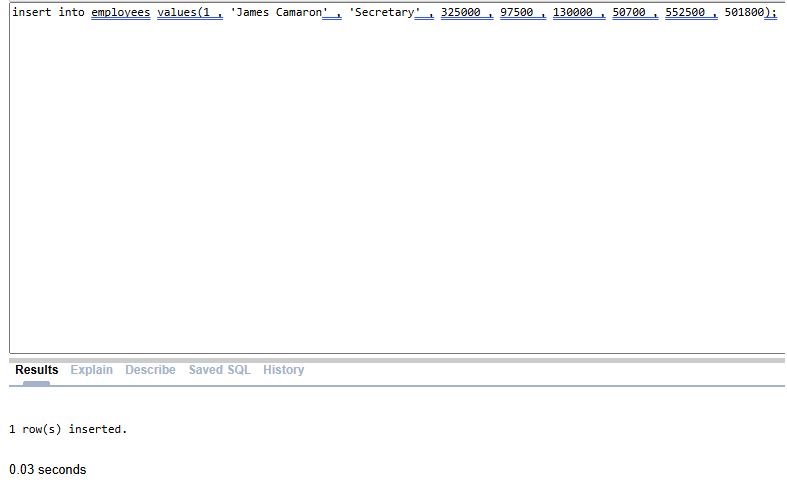 insert into employees values(1 , 'James Camaron' , 'Secretary' , 325000 , 97500 , 130000 , 50700 , 552500 , 501800);
Results Explain Describe Saved SQL History
1 row(s) inserted.
0.03 seconds